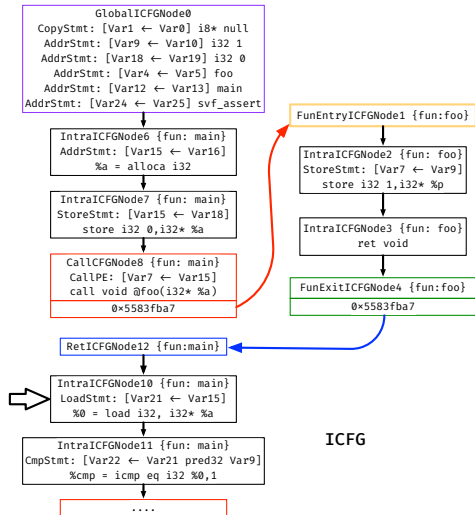 GlobalICFGNode0
CopyStmt: [Var1 ← Var0] i8* null
AddrStmt: [Var9 ← Var10] i32 1
AddrStmt: [Var18 ← Var19] i32 0
AddrStmt: [Var4 ← Var5] foo
AddrStmt: [Var12 ← Var13] main
AddrStmt: [Var24 ← Var25] svf_assert
IntraICFGNode6 {fun: main}
AddrStmt: [Var15 ← Var16]
%a = alloca i32
IntraICFGNode7 {fun: main}
StoreStmt: [Var15 ← Var18]
store i32 0,i32* %a
CallCFGNode8 {fun: main}
CallPE: [Var7 ← Var15]
call void @foo(i32* %a)
0×5583fba7
FunEntryICFGNode1 {fun:foo}
IntraICFGNode2 {fun: foo}
StoreStmt: [Var7 ← Var9]
store i32 1,i32* %p
IntraICFGNode3 {fun: foo}
ret void
FunExitICFGNode4 {fun:foo}
0×5583fba7
RetICFGNode12 {fun:main}
IntraICFGNode10 {fun: main}
LoadStmt: [Var21 ← Var15]
%0 = load i32, i32* %a
IntraICFGNode11 {fun: main}
CmpStmt: [Var22 ← Var21 pred32 Var9]
%cmp = icmp eq i32 %0,1
....
ICFG